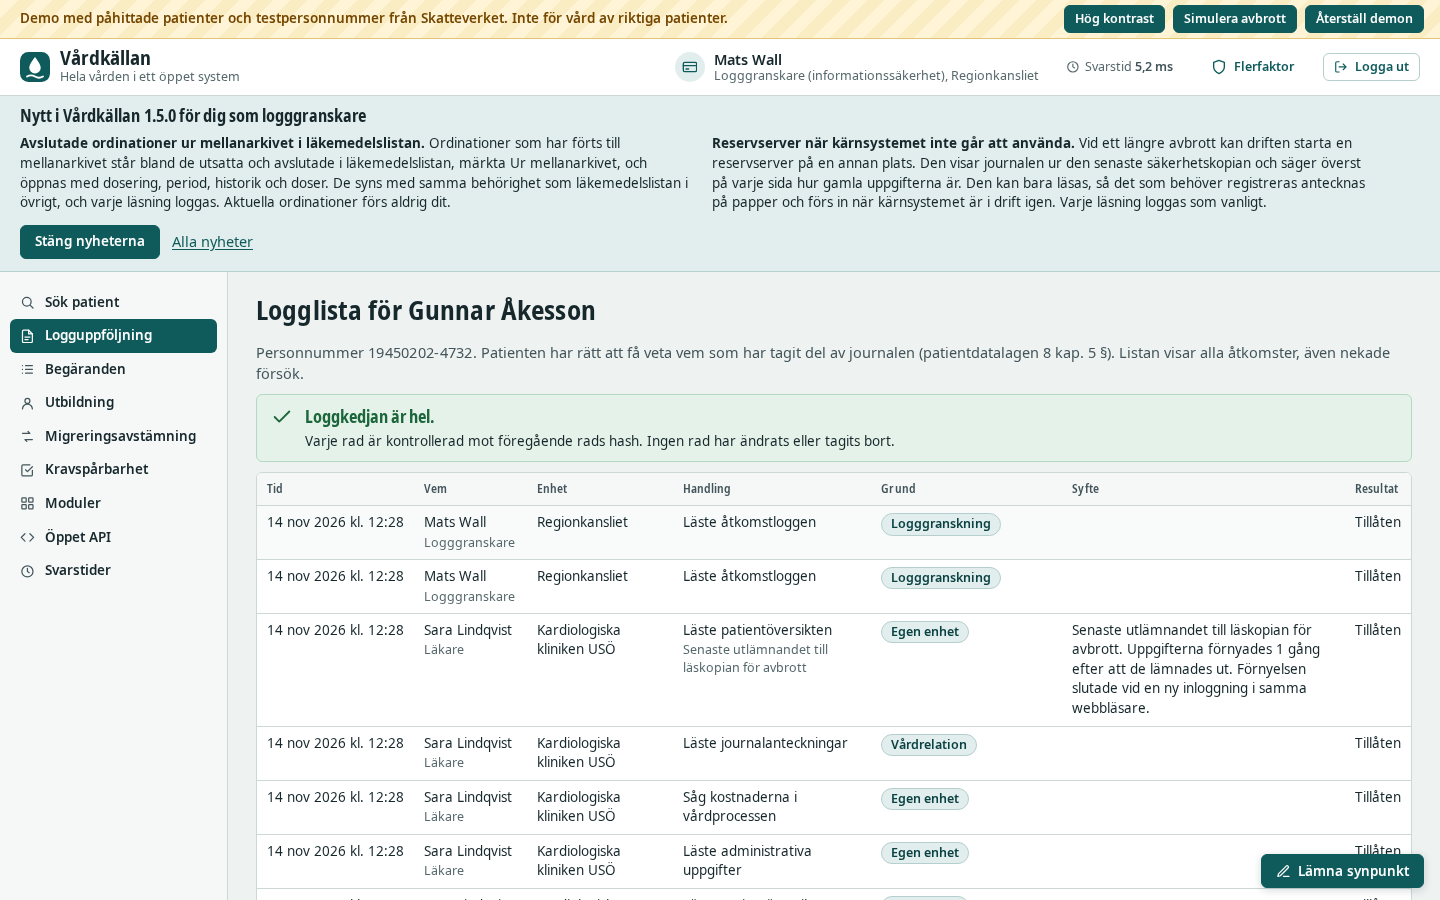 Demo med påhittade patienter och testpersonnummer från Skatteverket. Inte för vård av riktiga patienter.
Hög kontrast
Simulera avbrott
Återställ demon
Vårdkällan
Hela vården i ett öppet system
Mats Wall
Logggranskare (informationssäkerhet), Regionkansliet
Svarstid 5,2 ms
Flerfaktor
Logga ut
Nytt i Vårdkällan 1.5.0 för dig som logggranskare
Avslutade ordinationer ur mellanarkivet i läkemedelslistan. Ordinationer som har förts till
mellanarkivet står bland de utsatta och avslutade i läkemedelslistan, märkta Ur mellanarkivet, och
öppnas med dosering, period, historik och doser. De syns med samma behörighet som läkemedelslistan i
övrigt, och varje läsning loggas. Aktuella ordinationer förs aldrig dit.
Reservserver när kärnsystemet inte går att använda. Vid ett längre avbrott kan driften starta en
reservserver på en annan plats. Den visar journalen ur den senaste säkerhetskopian och säger överst
på varje sida hur gamla uppgifterna är. Den kan bara läsas, så det som behöver registreras antecknas
på papper och förs in när kärnsystemet är i drift igen. Varje läsning loggas som vanligt.
Stäng nyheterna
Alla nyheter
Sök patient
Logguppföljning
Begäranden
Utbildning
Migreringsavstämning
Kravspårbarhet
Moduler
Öppet API
Svarstider
Logglista för Gunnar Åkesson
Personnummer 19450202-4732. Patienten har rätt att få veta vem som har tagit del av journalen (patientdatalagen 8 kap. 5 §). Listan visar alla åtkomster, även nekade
försök.
Loggkedjan är hel.
Varje rad är kontrollerad mot föregående rads hash. Ingen rad har ändrats eller tagits bort.
Tid Vem Enhet Handling Grund Syfte Resultat
14 nov 2026 kl. 12:28 Mats Wall Regionkansliet Läste åtkomstloggen Logggranskning Tillåten
Logggranskare
14 nov 2026 kl. 12:28 Mats Wall Regionkansliet Läste åtkomstloggen Logggranskning Tillåten
Logggranskare
14 nov 2026 kl. 12:28 Sara Lindqvist Kardiologiska Läste patientöversikten Egen enhet Senaste utlämnandet till läskopian för Tillåten
Läkare kliniken USÖ Senaste utlämnandet till avbrott. Uppgifterna förnyades 1 gång
läskopian för avbrott efter att de lämnades ut. Förnyelsen
slutade vid en ny inloggning i samma
webbläsare.
14 nov 2026 kl. 12:28 Sara Lindqvist Kardiologiska Läste journalanteckningar Vårdrelation Tillåten
Läkare kliniken USÖ
14 nov 2026 kl. 12:28 Sara Lindqvist Kardiologiska Såg kostnaderna i Egen enhet Tillåten
Läkare kliniken USÖ vårdprocessen
14 nov 2026 kl. 12:28 Sara Lindqvist Kardiologiska Läste administrativa Egen enhet Tillåten
Läkare kliniken USÖ uppgifter
Lämna synpunkt